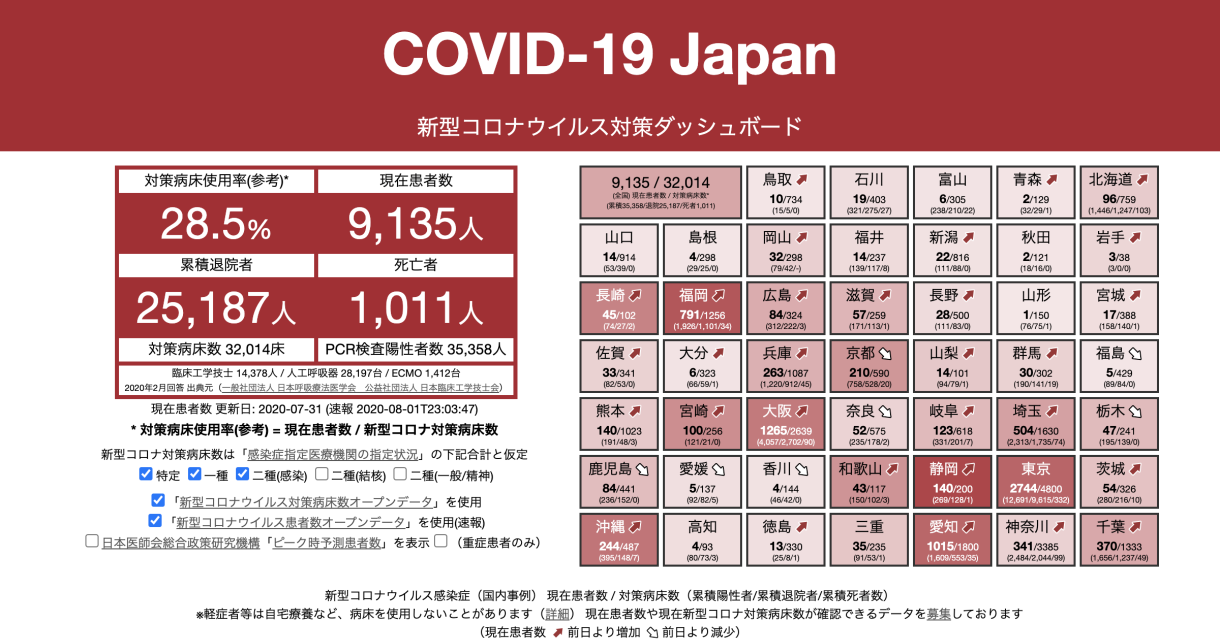 COVID-19 Japan
新型コロナウイルス対策ダッシュボード
対策病床使用率(参考)* 現在患者数
28.5% 9,135人
累積退院者 死亡者
25,187人 1,011人
対策病床数 32,014床 PCR検査陽性者数 35,358人
臨床工学技士 14,378人 / 人工呼吸器 28,197台 / ECMO 1,412台
2020年2月回答 出典元（一般社団法人 日本呼吸療法医学会　公益社団法人 日本臨床工学技士会）
現在患者数 更新日: 2020-07-31 (速報 2020-08-01T23:03:47)
* 対策病床使用率(参考) = 現在患者数 / 新型コロナ対策病床数
新型コロナ対策病床数は「感染症指定医療機関の指定状況」の下記合計と仮定
特定 一種 二種(感染) 二種(結核) 二種(一般/精神)
「新型コロナウイルス対策病床数オープンデータ」を使用
「新型コロナウイルス患者数オープンデータ」を使用(速報)
日本医師会総合政策研究機構「ピーク時予測患者数」を表示 （重症患者のみ）
9,135 / 32,014
(全国) 現在患者数 / 対策病床数*
(累積35,358/退院25,187/死者1,011)
鳥取 石川 富山 青森 北海道
10/734 19/403 6/305 2/129 96/759
(15/5/0) (321/275/27) (238/210/22) (32/29/1) (1,446/1,247/103)
山口 島根 岡山 福井 新潟 秋田 岩手
14/914 4/298 32/298 14/237 22/816 2/121 3/38
(53/39/0) (29/25/0) (79/42/-) (139/117/8) (111/88/0) (18/16/0) (3/0/0)
長崎 福岡 広島 滋賀 長野 山形 宮城
45/102 791/1256 84/324 57/259 28/500 1/150 17/388
(74/27/2) (1,926/1,101/34) (312/222/3) (171/113/1) (111/83/0) (76/75/1) (158/140/1)
佐賀 大分 兵庫 京都 山梨 群馬 福島
33/341 6/323 263/1087 210/590 14/101 30/302 5/429
(82/53/0) (66/59/1) (1,220/912/45) (758/528/20) (94/79/1) (190/141/19) (89/84/0)
熊本 宮崎 大阪 奈良 岐阜 埼玉 栃木
140/1023 100/256 1265/2639 52/575 123/618 504/1630 47/241
(191/48/3) (121/21/0) (4,057/2,702/90) (235/178/2) (331/201/7) (2,313/1,735/74) (195/139/0)
鹿児島 愛媛 香川 和歌山 静岡 東京 茨城
84/441 5/137 4/144 43/117 140/200 2744/4800 54/326
(236/152/0) (92/82/5) (46/42/0) (150/102/3) (269/128/1) (12,691/9,615/332) (280/216/10)
沖縄 高知 徳島 三重 愛知 神奈川 千葉
244/487 4/93 13/330 35/235 1015/1800 341/3385 370/1333
(395/148/7) (80/73/3) (25/8/1) (91/53/1) (1,609/553/35) (2,484/2,044/99) (1,656/1,237/49)
新型コロナウイルス感染症（国内事例） 現在患者数 / 対策病床数（累積陽性者/累積退院者/累積死者数）
※軽症者等は自宅療養など、病床を使用しないことがあります（詳細） 現在患者数や現在新型コロナ対策病床数が確認できるデータを募集しております
（現在患者数 前日より増加 前日より減少）